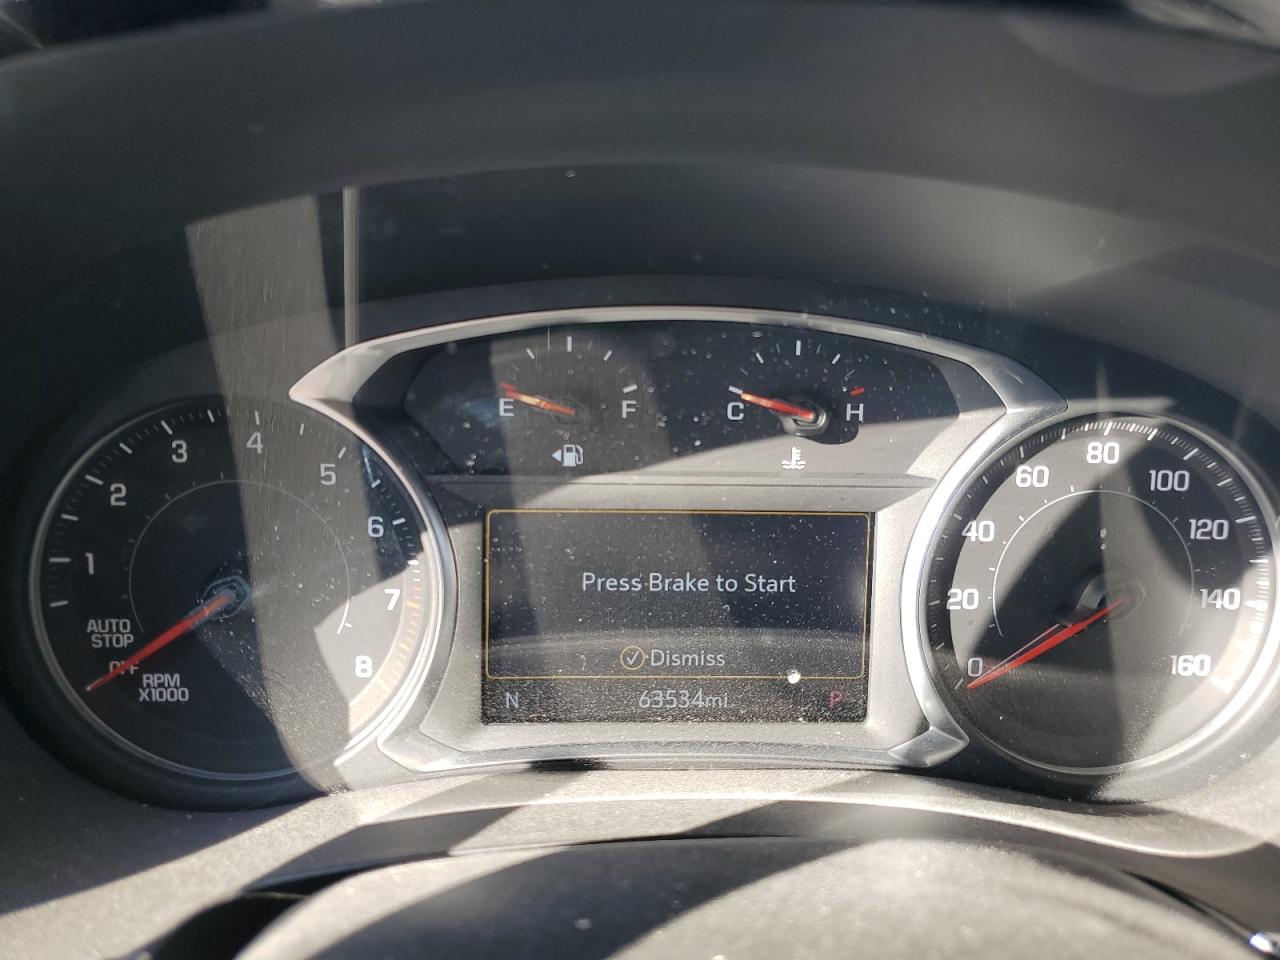 1 2 3 4 5 6 7 8
AUTO
STOP
OFF
RPM
X1000
E F
C H
Press Brake to Start
Dismiss
N 63534mi P
0 20 40 60 80 100 120 140 160